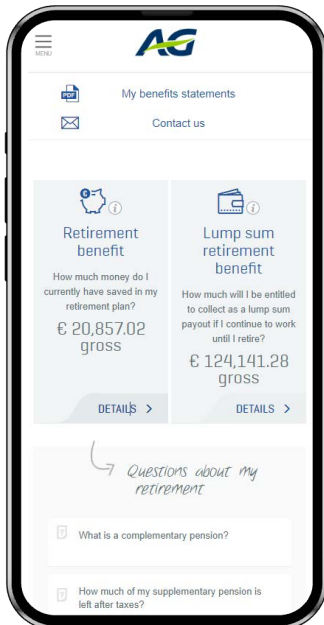 AG
MENU
PDF
My benefits statements
Contact us
€
i
Retirement
benefit
How much money do I
currently have saved in my
retirement plan?
€ 20,857.02
gross
DETAILS >
i
Lump sum
retirement
benefit
How much will I be entitled
to collect as a lump sum
payout if I continue to work
until I retire?
€ 124,141.28
gross
DETAILS >
Questions about my
retirement
? What is a complementary pension?
? How much of my supplementary pension is
left after taxes?